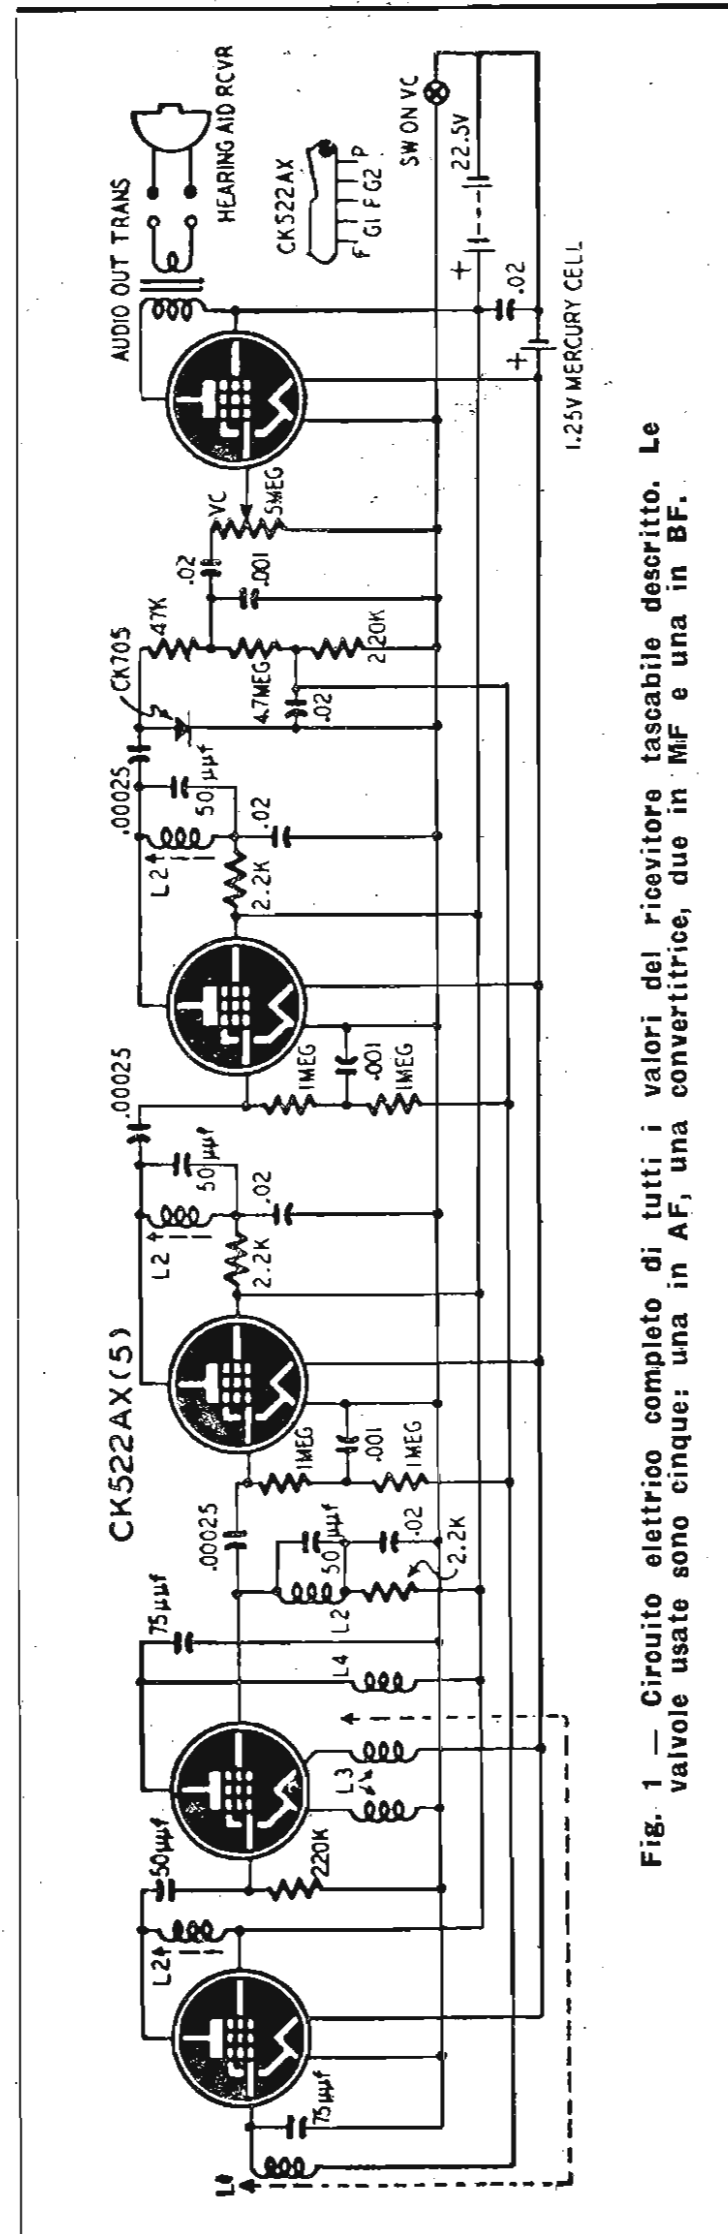 AUDIO OUT TRANS
HEARING AID RCVR
CK522AX
F G1 F G2 P
SW ON VC
22.5V
+
.02
+
1.25V MERCURY CELL
VC
5MEG
.02
.001
47K
CK705
4.7MEG
.02
220K
.00025
50µµf
L2
.02
2.2K
1MEG
.001
1MEG
.00025
50µµf
L2
.02
2.2K
CK522AX(5)
1MEG
.001
1MEG
.00025
50µµf
.02
2.2K
L2
75µµf
L4
L3
50µµf
220K
L2
75µµf
Fig. 1 — Cirouito elettrico completo di tutti i valori del ricevitore tascabile descritto. Le
valvole usate sono cinque: una in AF, una convertitrice, due in MF e una in BF.